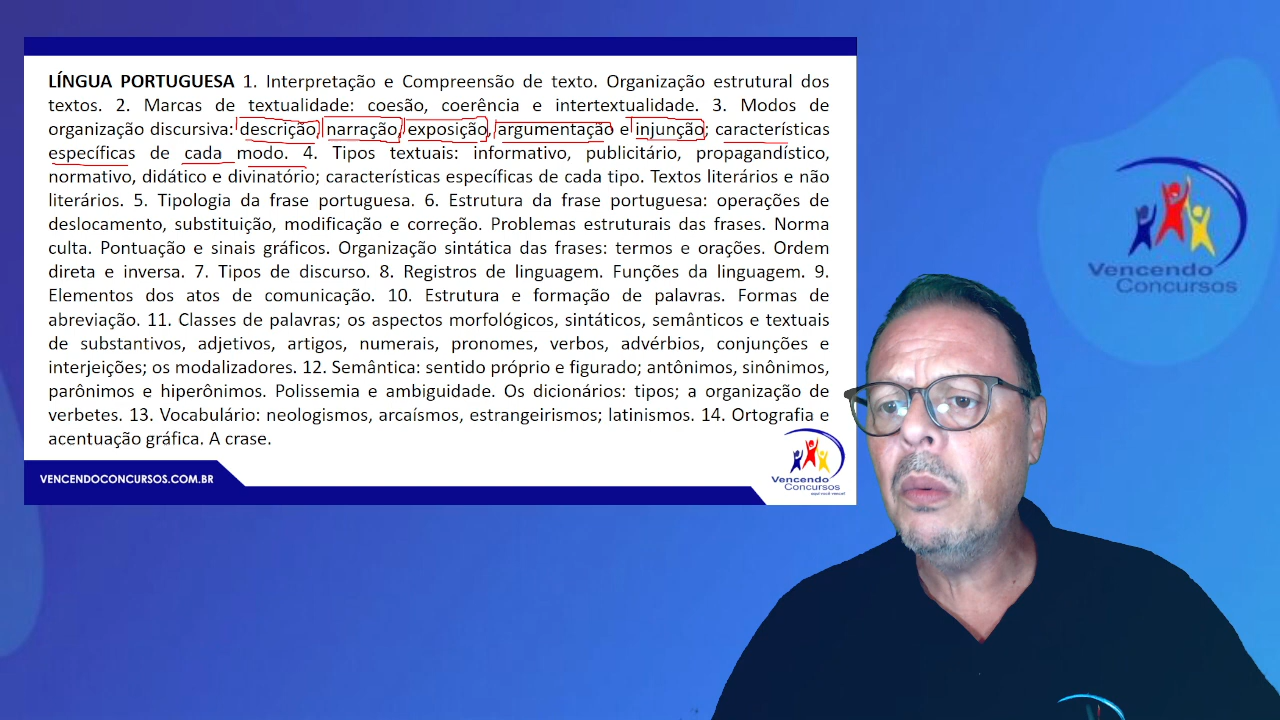 LÍNGUA PORTUGUESA 1. Interpretação e Compreensão de texto. Organização estrutural dos
textos. 2. Marcas de textualidade: coesão, coerência e intertextualidade. 3. Modos de
organização discursiva: descrição, narração, exposição, argumentação e injunção; características
específicas de cada modo. 4. Tipos textuais: informativo, publicitário, propagandístico,
normativo, didático e divinatório; características específicas de cada tipo. Textos literários e não
literários. 5. Tipologia da frase portuguesa. 6. Estrutura da frase portuguesa: operações de
deslocamento, substituição, modificação e correção. Problemas estruturais das frases. Norma
culta. Pontuação e sinais gráficos. Organização sintática das frases: termos e orações. Ordem
direta e inversa. 7. Tipos de discurso. 8. Registros de linguagem. Funções da linguagem. 9.
Elementos dos atos de comunicação. 10. Estrutura e formação de palavras. Formas de
abreviação. 11. Classes de palavras; os aspectos morfológicos, sintáticos, semânticos e textuais
de substantivos, adjetivos, artigos, numerais, pronomes, verbos, advérbios, conjunções e
interjeições; os modalizadores. 12. Semântica: sentido próprio e figurado; antônimos, sinônimos,
parônimos e hiperônimos. Polissemia e ambiguidade. Os dicionários: tipos; a organização de
verbetes. 13. Vocabulário: neologismos, arcaísmos, estrangeirismos; latinismos. 14. Ortografia e
acentuação gráfica. A crase.
VENCENDOCONCURSOS.COM.BR
Vencendo
Concursos
aqui você vence!
Vencendo
Concursos